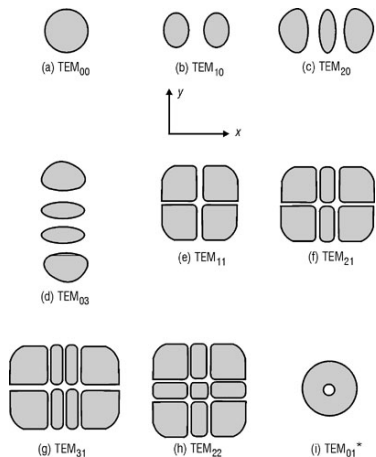 (a) TEM₀₀
(b) TEM₁₀
(c) TEM₂₀
y
x
(d) TEM₀₃
(e) TEM₁₁
(f) TEM₂₁
(g) TEM₃₁
(h) TEM₂₂
(i) TEM₀₁*